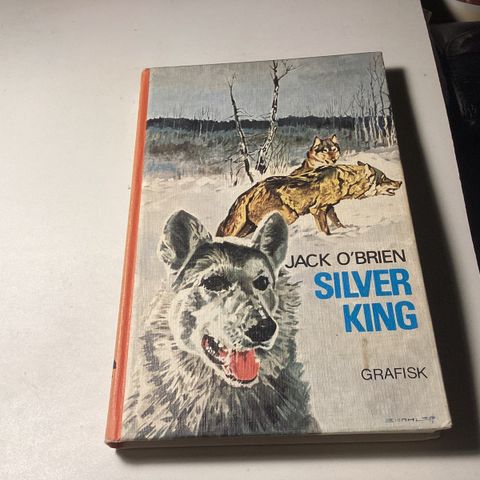 JACK O'BRIEN
SILVER
KING
GRAFISK